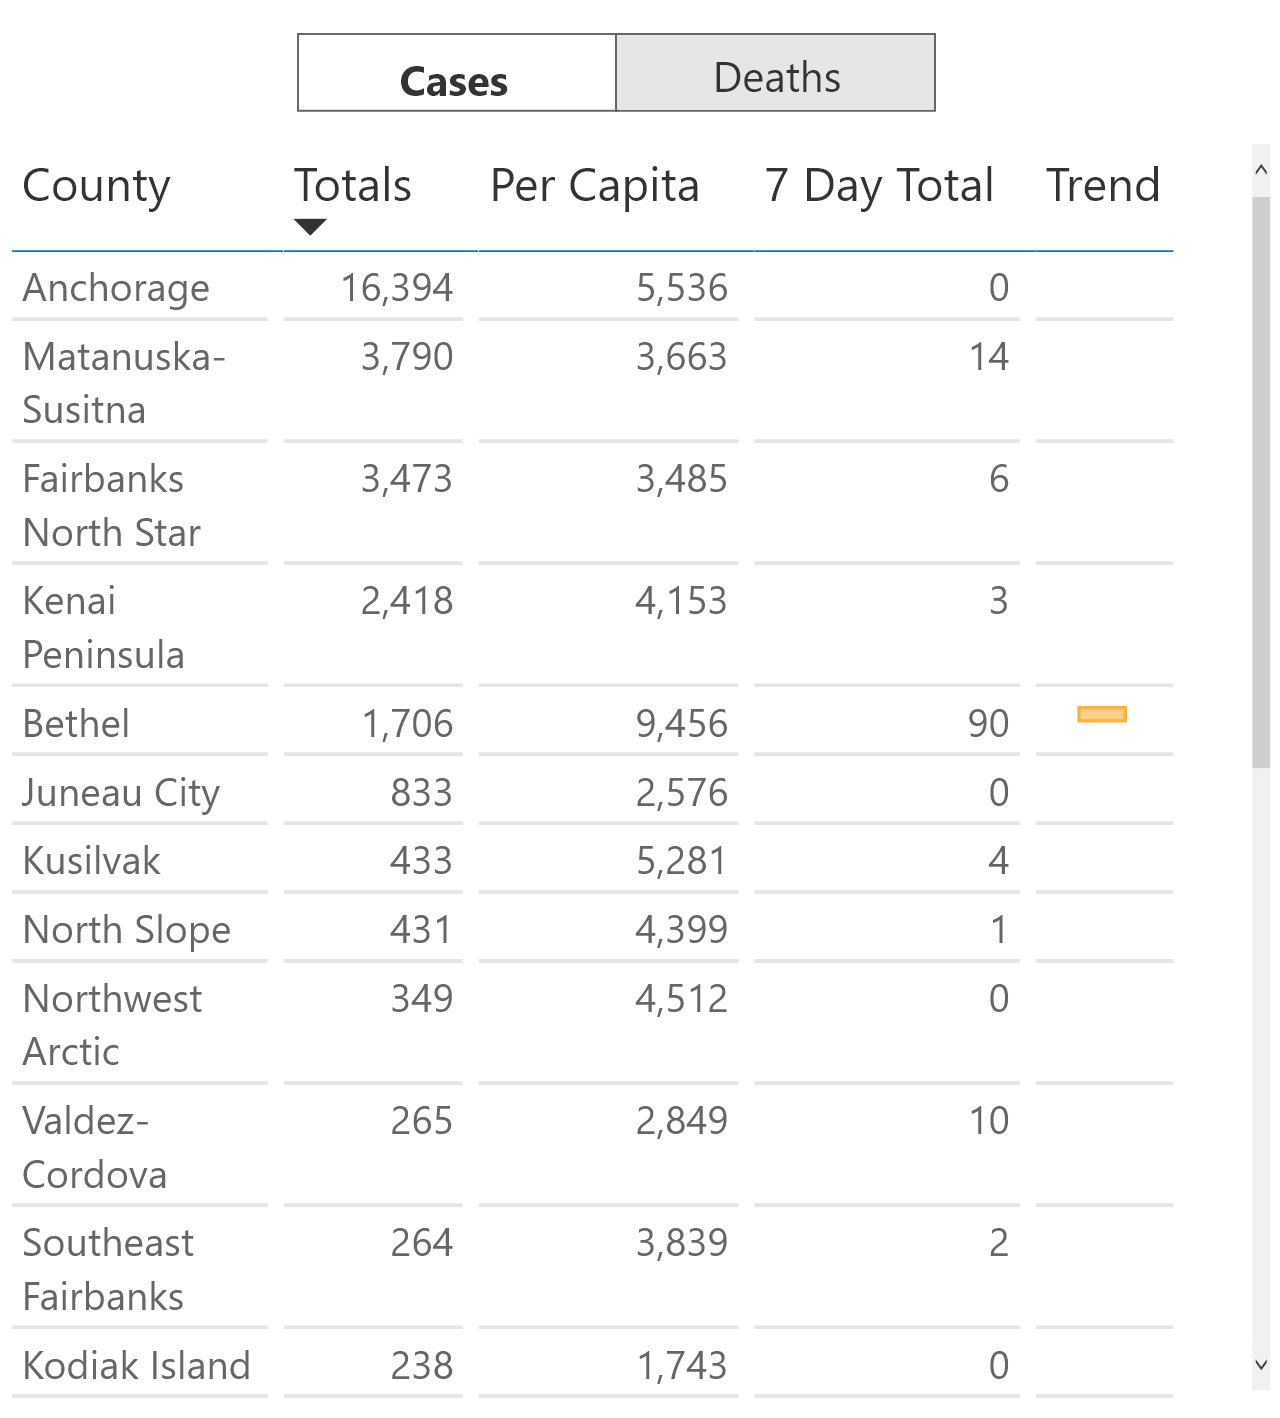 Cases Deaths
County Totals Per Capita 7 Day Total Trend
Anchorage 16,394 5,536 0
Matanuska- 3,790 3,663 14
Susitna
Fairbanks 3,473 3,485 6
North Star
Kenai 2,418 4,153 3
Peninsula
Bethel 1,706 9,456 90
Juneau City 833 2,576 0
Kusilvak 433 5,281 4
North Slope 431 4,399 1
Northwest 349 4,512 0
Arctic
Valdez- 265 2,849 10
Cordova
Southeast 264 3,839 2
Fairbanks
Kodiak Island 238 1,743 0